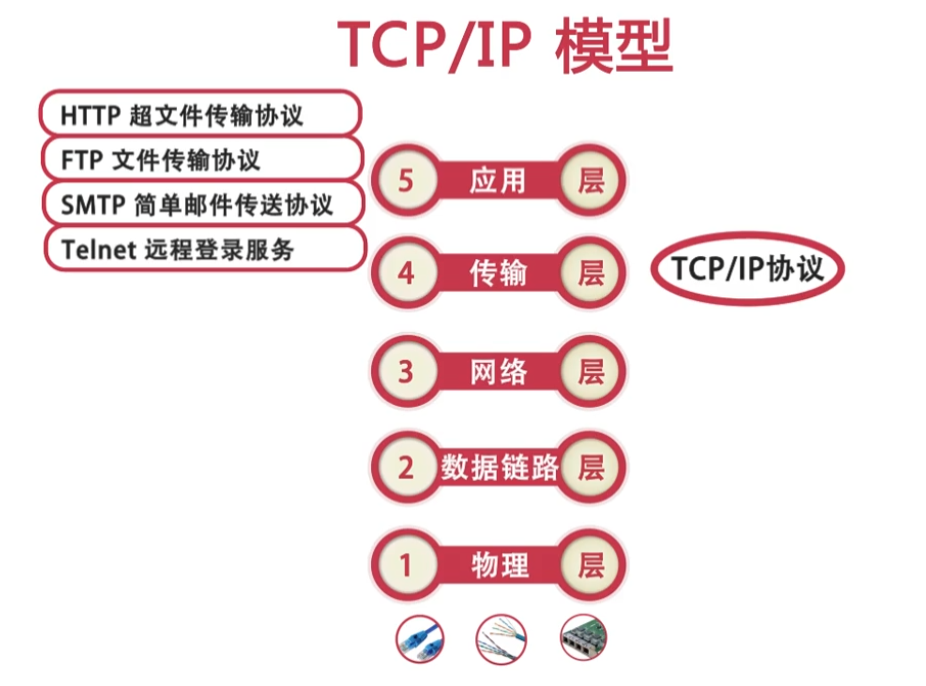 TCP/IP 模型
HTTP 超文件传输协议
FTP 文件传输协议
SMTP 简单邮件传送协议
Telnet 远程登录服务
5 应用 层
4 传输 层
TCP/IP协议
3 网络 层
2 数据链路 层
1 物理 层